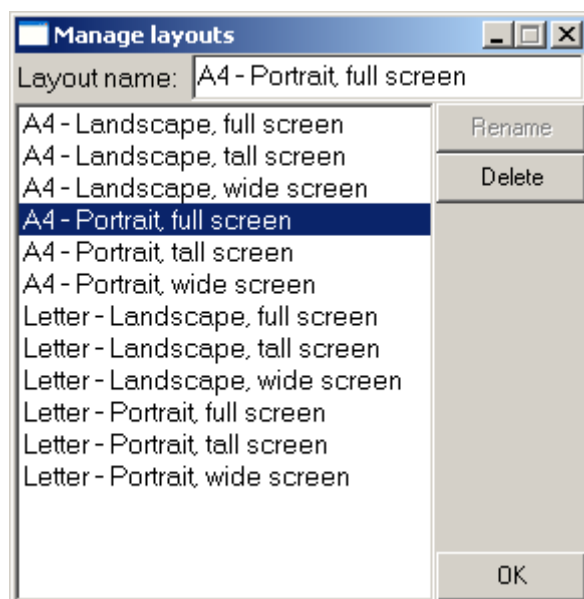 Manage layouts
Layout name: A4 - Portrait, full screen
A4 - Landscape, full screen
A4 - Landscape, tall screen
A4 - Landscape, wide screen
A4 - Portrait, full screen
A4 - Portrait, tall screen
A4 - Portrait, wide screen
Letter - Landscape, full screen
Letter - Landscape, tall screen
Letter - Landscape, wide screen
Letter - Portrait, full screen
Letter - Portrait, tall screen
Letter - Portrait, wide screen
Rename
Delete
OK